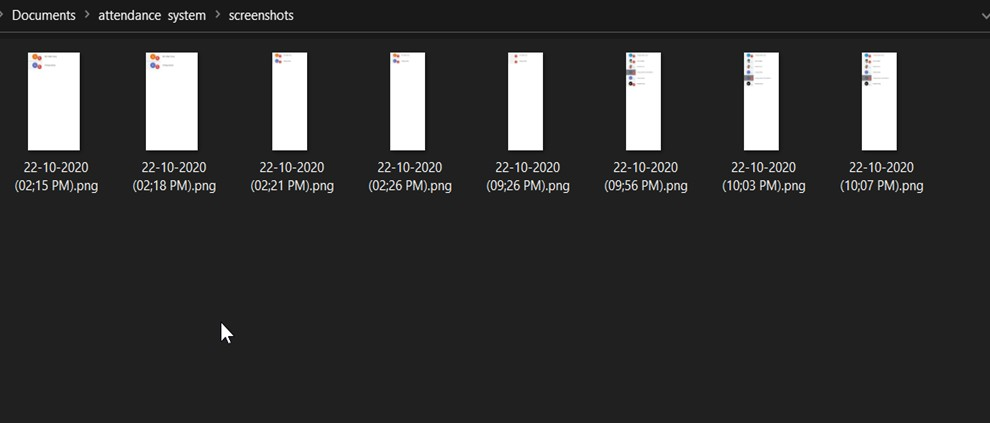 Documents > attendance system > screenshots
22-10-2020
(02;15 PM).png
22-10-2020
(02;18 PM).png
22-10-2020
(02;21 PM).png
22-10-2020
(02;26 PM).png
22-10-2020
(09;26 PM).png
22-10-2020
(09;56 PM).png
22-10-2020
(10;03 PM).png
22-10-2020
(10;07 PM).png